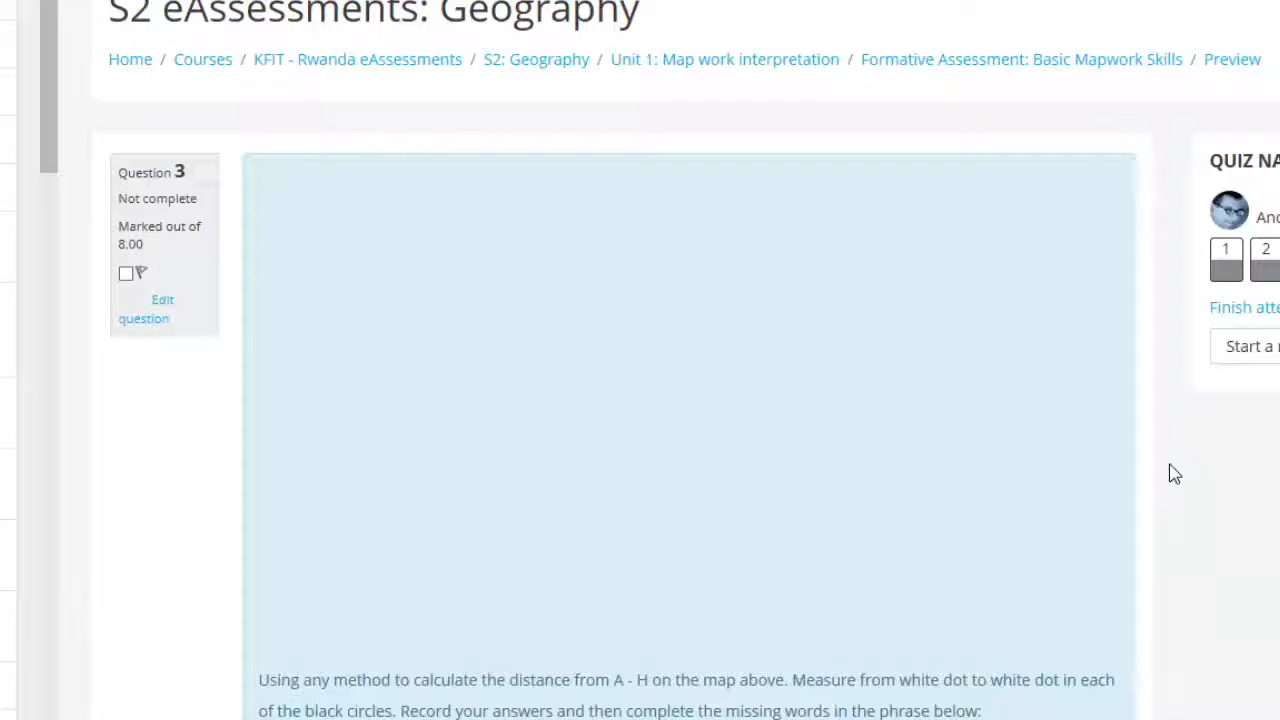 S2 eAssessments: Geography
Home / Courses / KFIT - Rwanda eAssessments / S2: Geography / Unit 1: Map work interpretation / Formative Assessment: Basic Mapwork Skills / Preview
Question 3
Not complete
Marked out of
8.00
Edit
question
QUIZ NA
And
1 2
Finish atte
Start a
Using any method to calculate the distance from A - H on the map above. Measure from white dot to white dot in each
of the black circles. Record your answers and then complete the missing words in the phrase below: